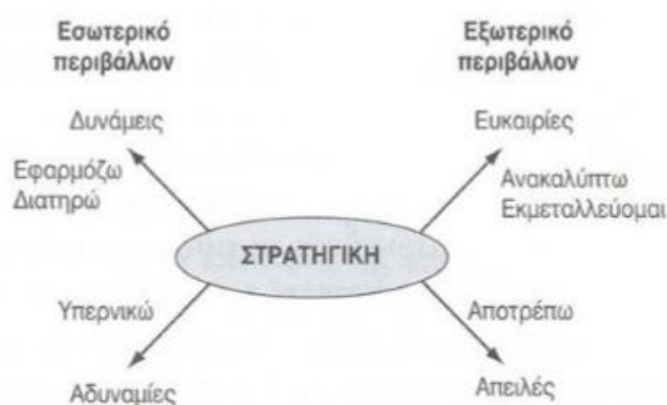 Εσωτερικό
περιβάλλον
Εξωτερικό
περιβάλλον
Δυνάμεις
Ευκαιρίες
Εφαρμόζω
Διατηρώ
Ανακαλύπτω
Εκμεταλλεύομαι
ΣΤΡΑΤΗΓΙΚΗ
Υπερνικώ
Αποτρέπω
Αδυναμίες
Απειλές